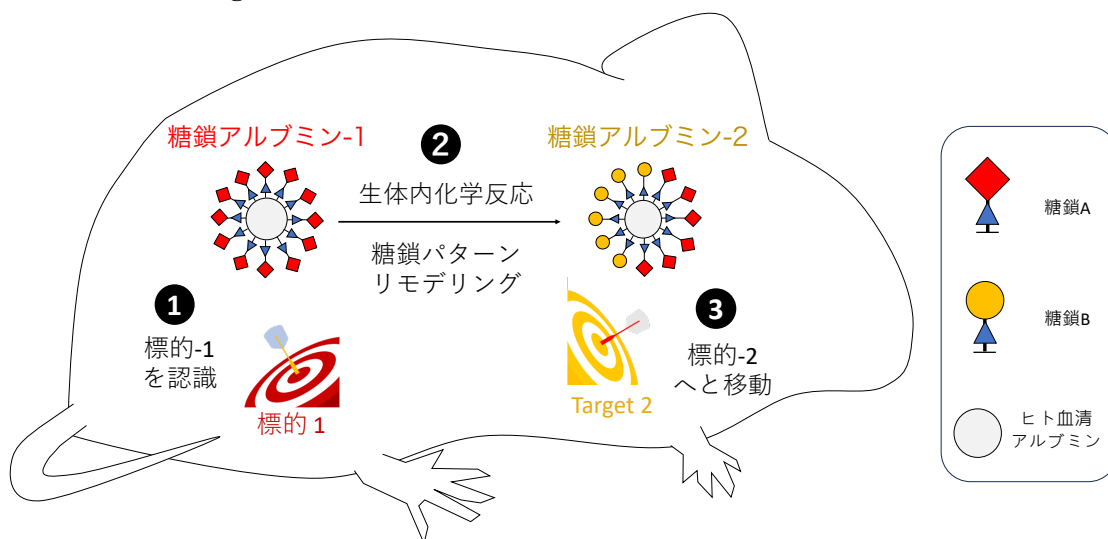 糖鎖アルブミン-1
❷
生体内化学反応
糖鎖パターン
リモデリング
糖鎖アルブミン-2
❶
標的-1
を認識
標的 1
Target 2
❸
標的-2
へと移動
糖鎖A
糖鎖B
ヒト血清
アルブミン